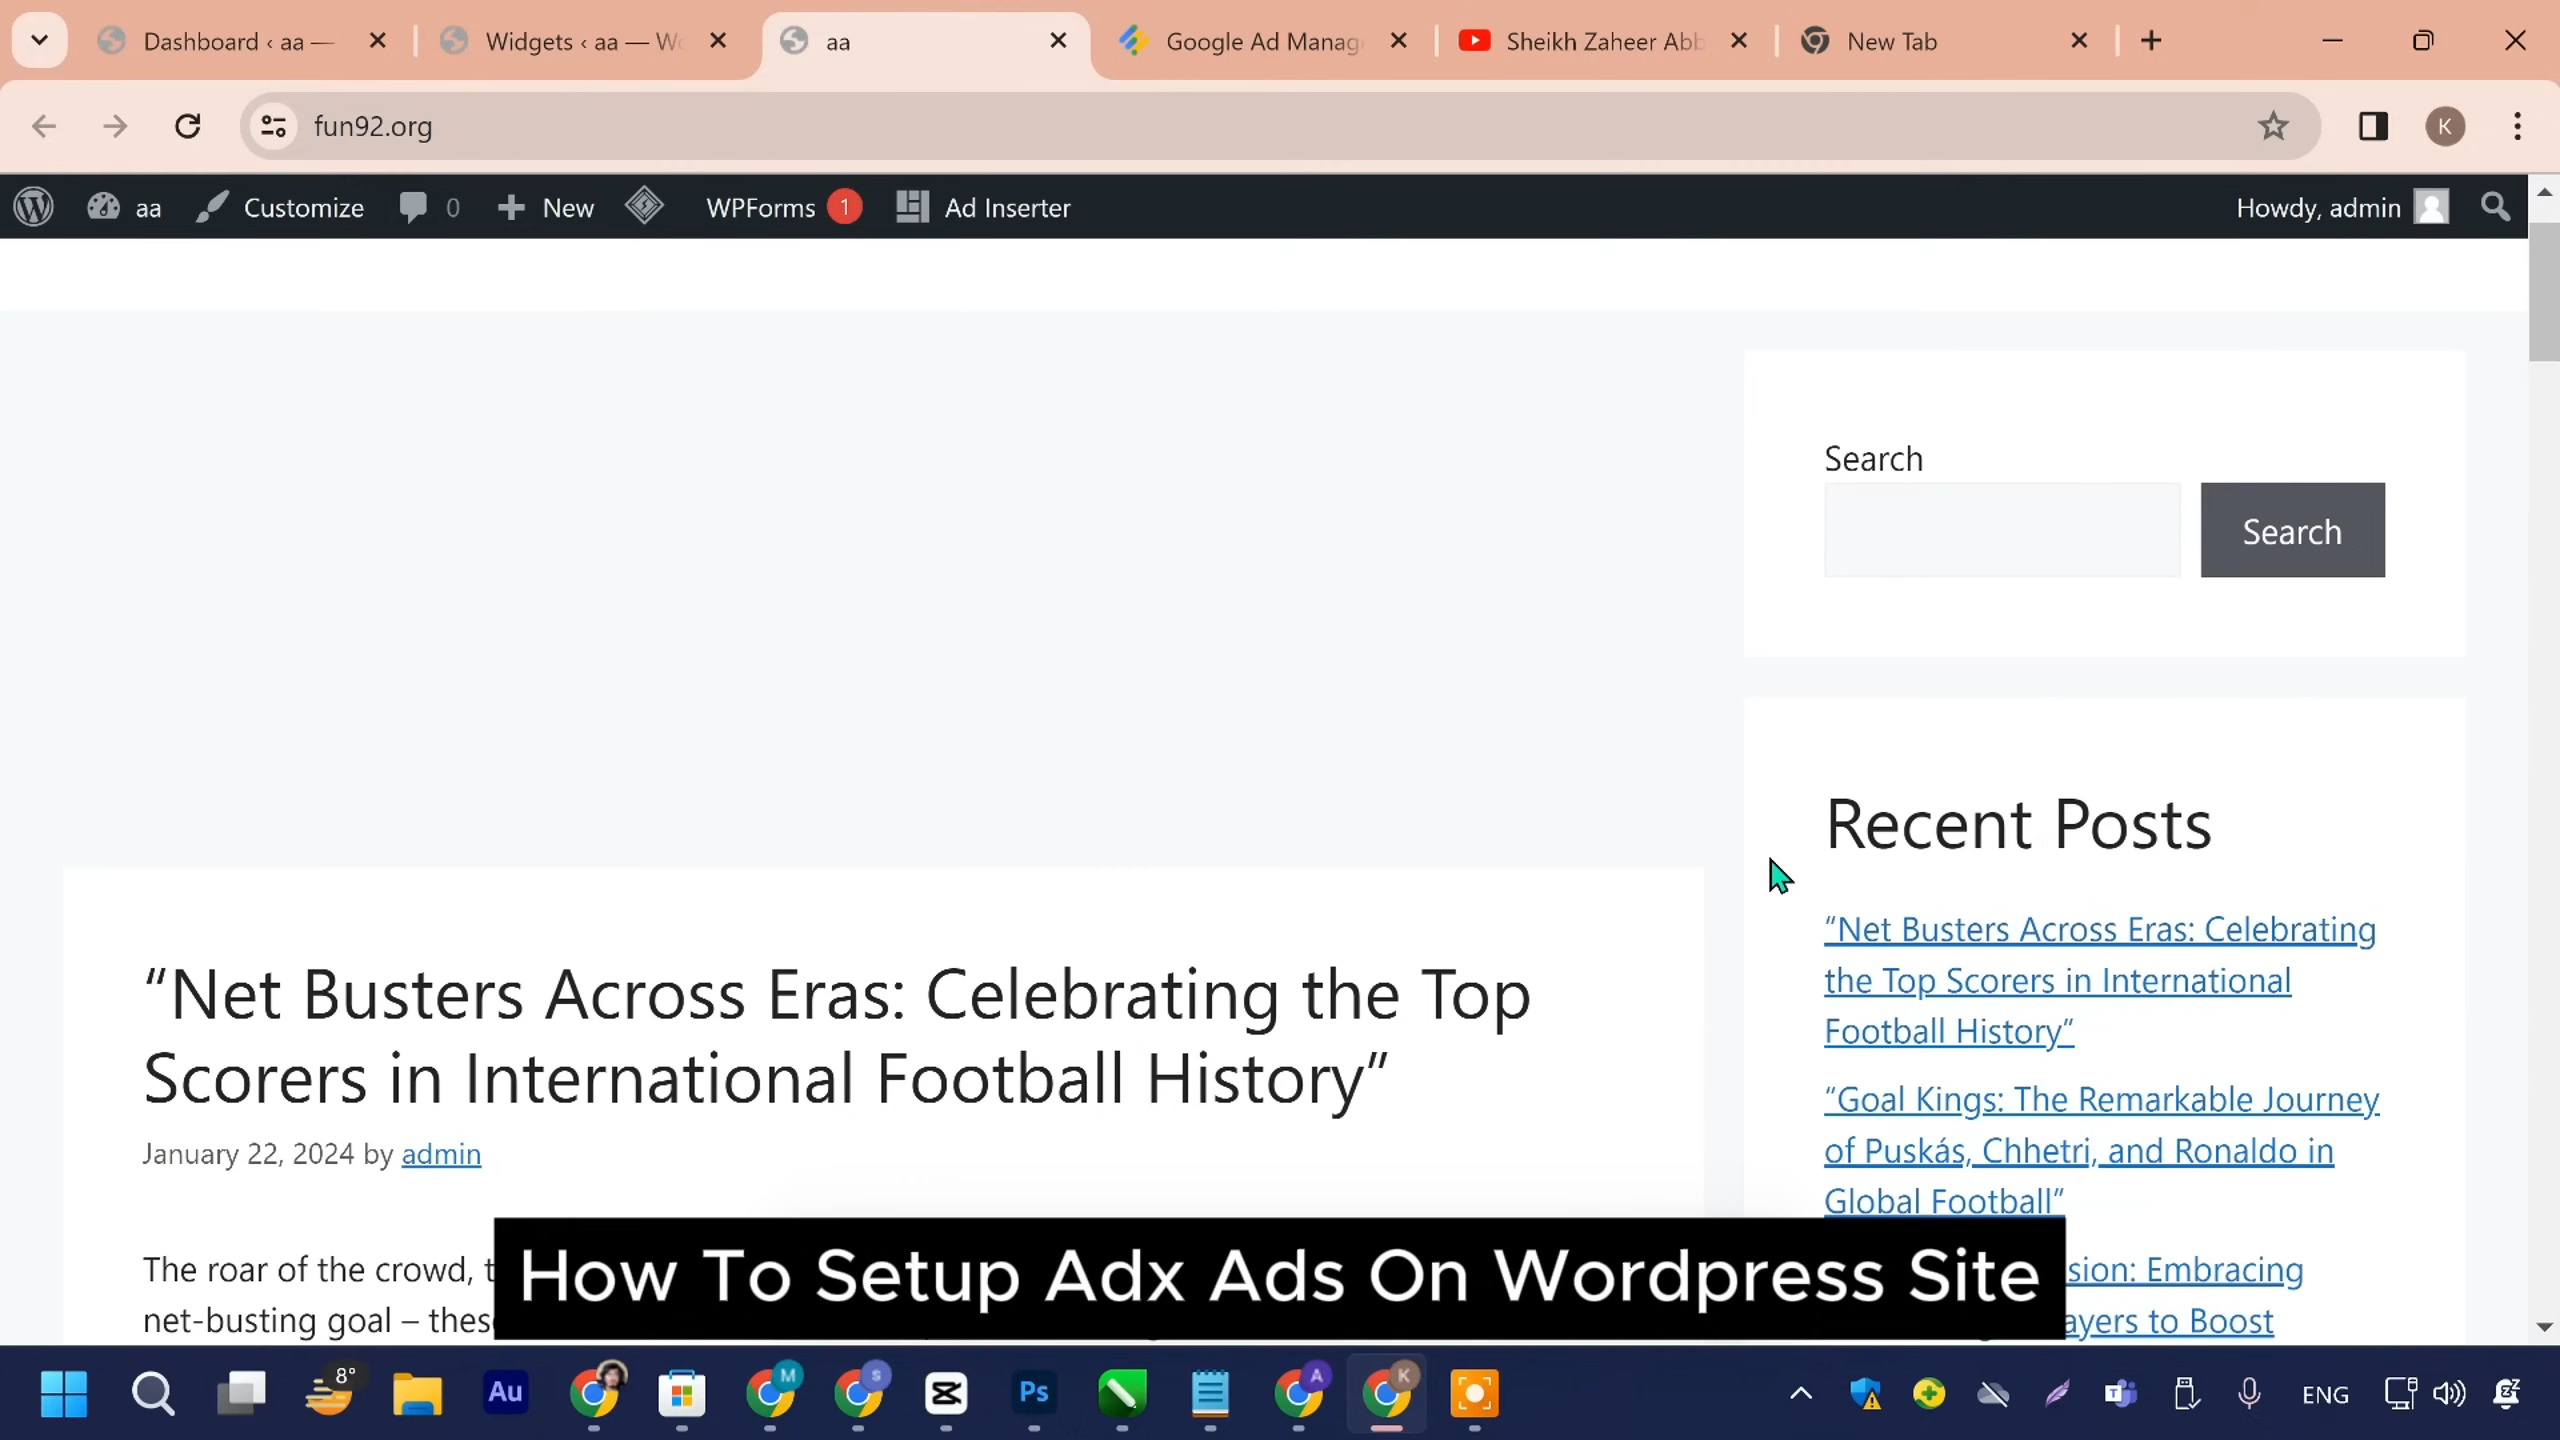 Dashboard ‹ aa —
Widgets ‹ aa — Wo
aa
Google Ad Manag
Sheikh Zaheer Abb
New Tab
fun92.org
K
aa
Customize
0
New
WPForms 1
Ad Inserter
Howdy, admin
Search
Search
Recent Posts
“Net Busters Across Eras: Celebrating
the Top Scorers in International
Football History”
“Goal Kings: The Remarkable Journey
of Puskás, Chhetri, and Ronaldo in
Global Football”
sion: Embracing
ayers to Boost
“Net Busters Across Eras: Celebrating the Top
Scorers in International Football History”
January 22, 2024 by admin
The roar of the crowd, t
net-busting goal – thes
How To Setup Adx Ads On Wordpress Site
8°
Au
M
S
Ps
A
K
ENG